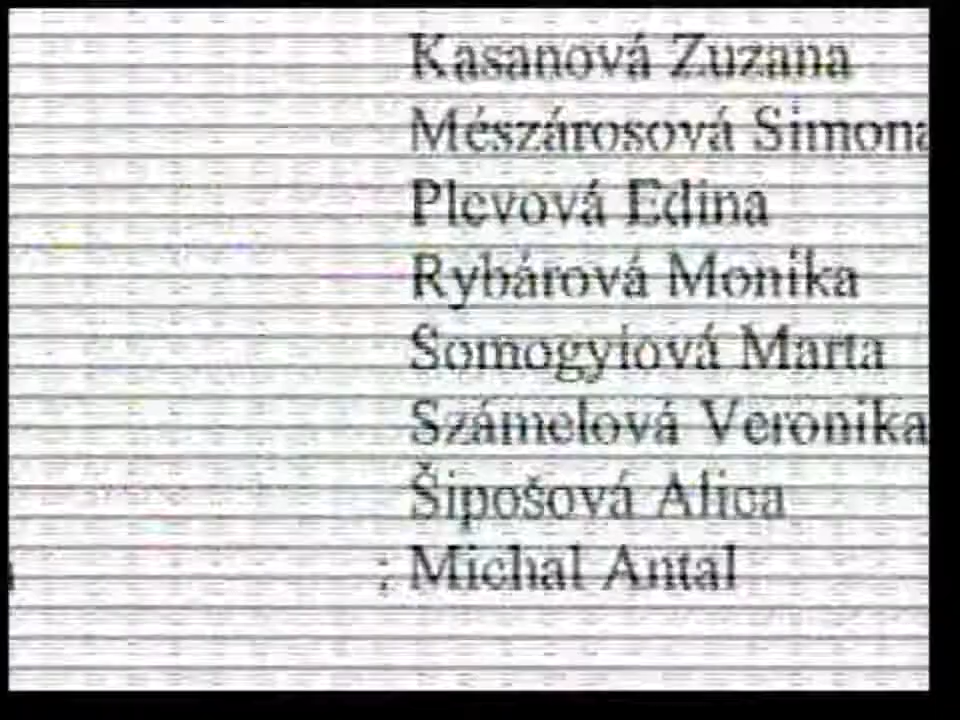 Kasanová Zuzana
Mészárosová Simona
Plevová Edina
Rybárová Monika
Somogyiová Marta
Számelová Veronika
Šipošová Alica
: Michal Antal